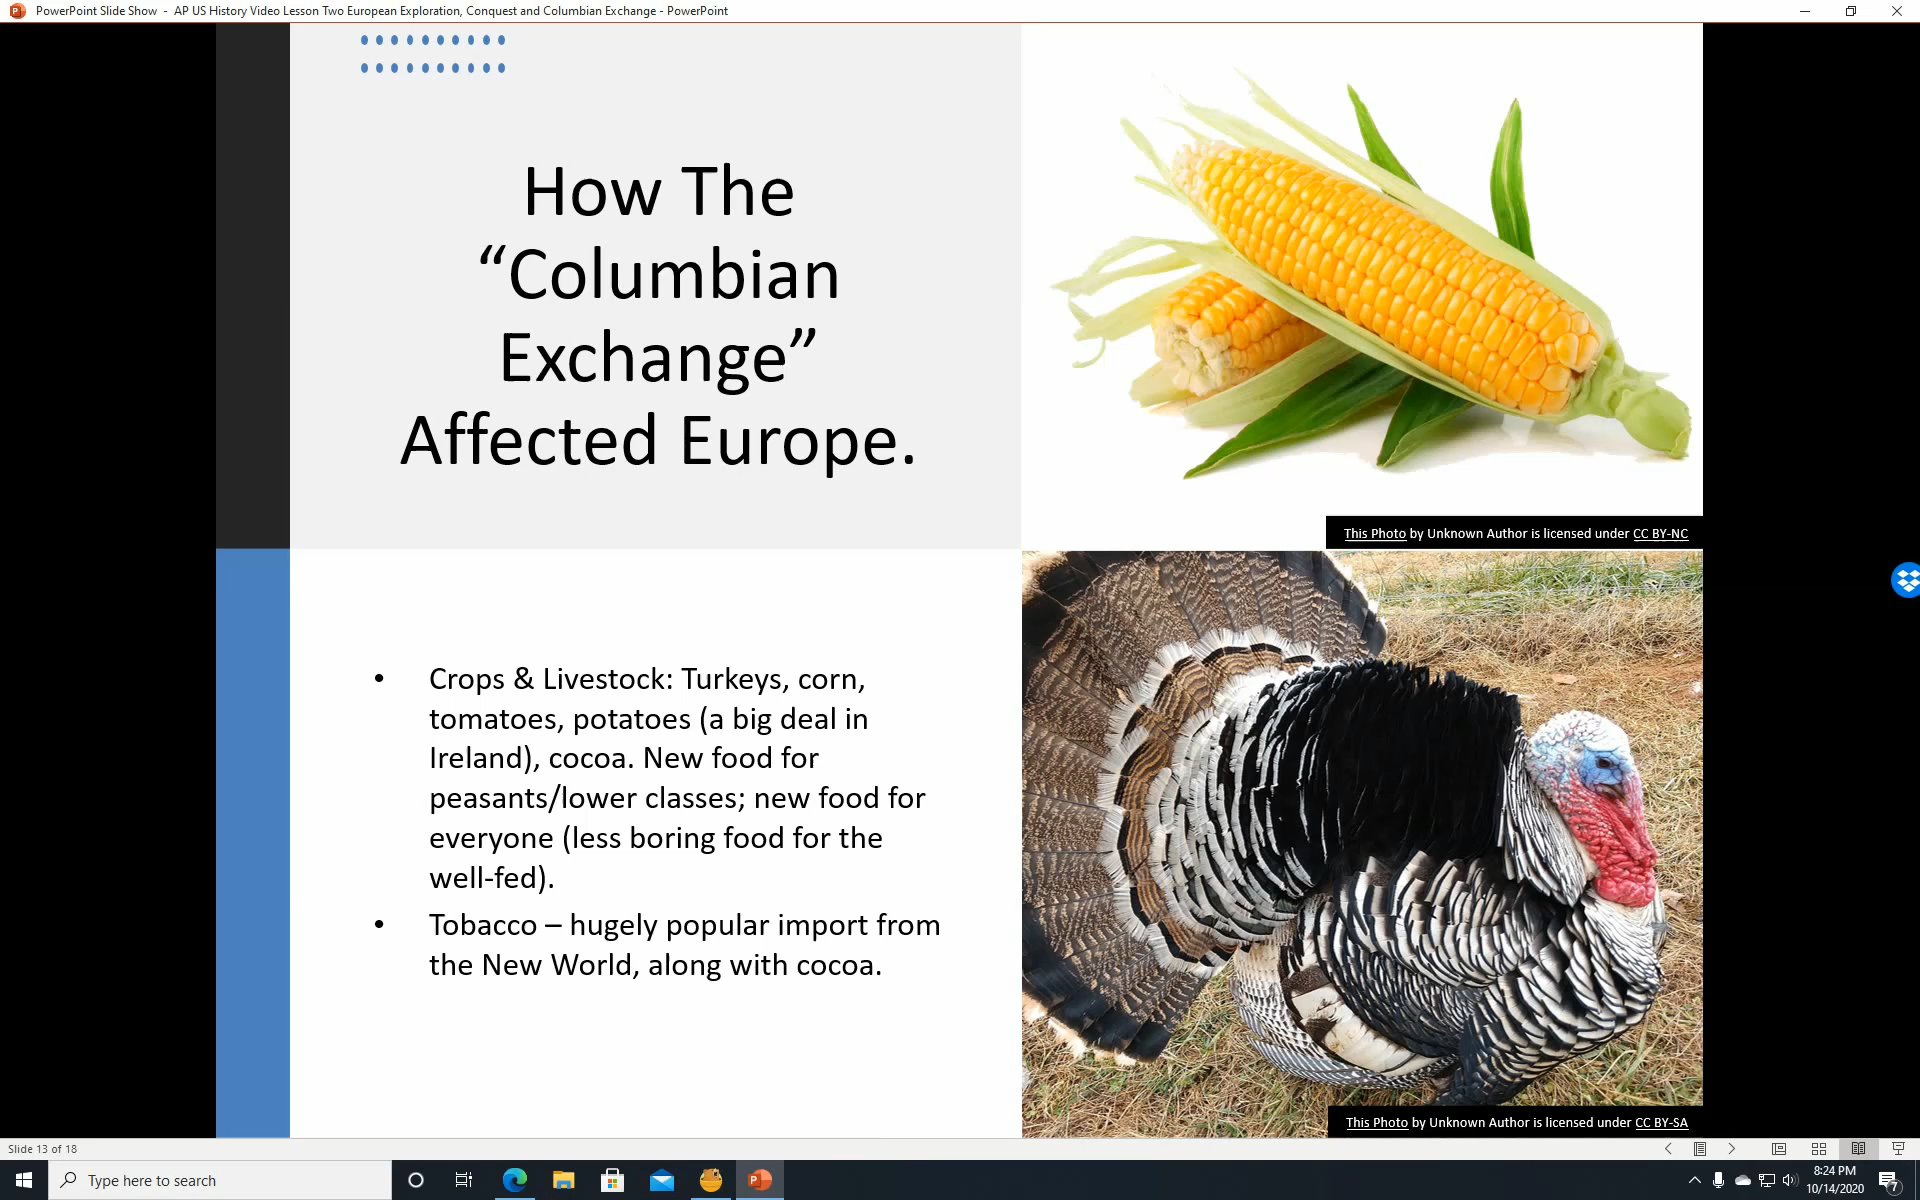 PowerPoint Slide Show - AP US History Video Lesson Two European Exploration, Conquest and Columbian Exchange - PowerPoint
How The
“Columbian
Exchange”
Affected Europe.
This Photo by Unknown Author is licensed under CC BY-NC
• Crops & Livestock: Turkeys, corn,
tomatoes, potatoes (a big deal in
Ireland), cocoa. New food for
peasants/lower classes; new food for
everyone (less boring food for the
well-fed).
• Tobacco – hugely popular import from
the New World, along with cocoa.
This Photo by Unknown Author is licensed under CC BY-SA
Slide 13 of 18
Type here to search
8:24 PM
10/14/2020
7